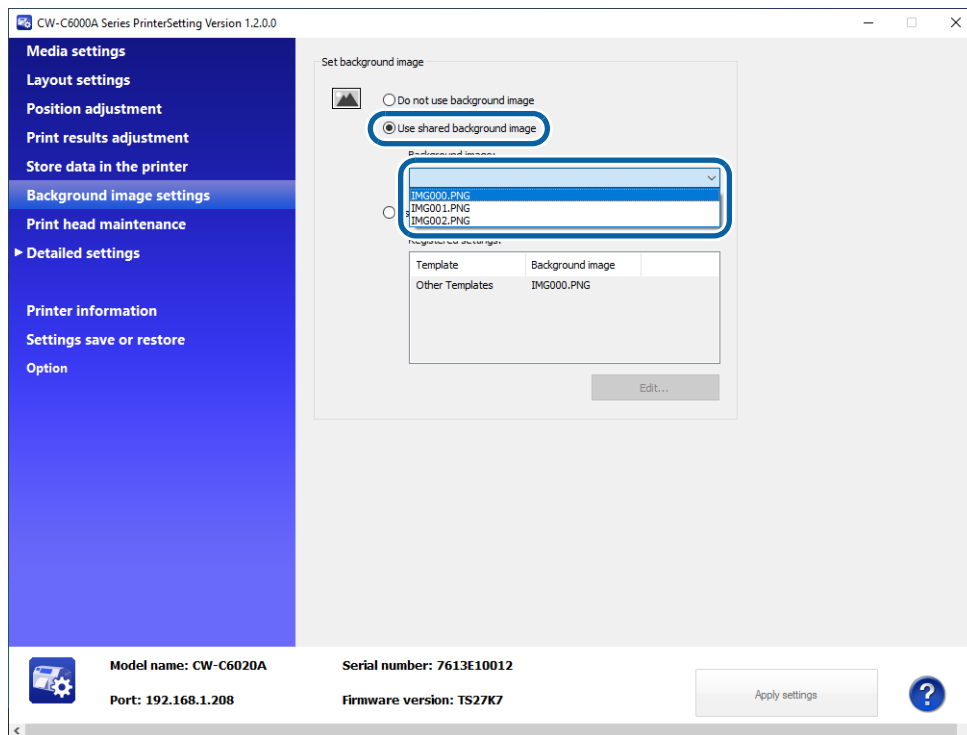 CW-C6000A Series PrinterSetting Version 1.2.0.0
Media settings
Layout settings
Position adjustment
Print results adjustment
Store data in the printer
Background image settings
Print head maintenance
Detailed settings
Printer information
Settings save or restore
Option
Set background image
Do not use background image
Use shared background image
Background image:
IMG000.PNG
IMG001.PNG
IMG002.PNG
Registered settings:
Template Background image
Other Templates IMG000.PNG
Edit...
Model name: CW-C6020A Serial number: 7613E10012
Port: 192.168.1.208 Firmware version: TS27K7
Apply settings
?